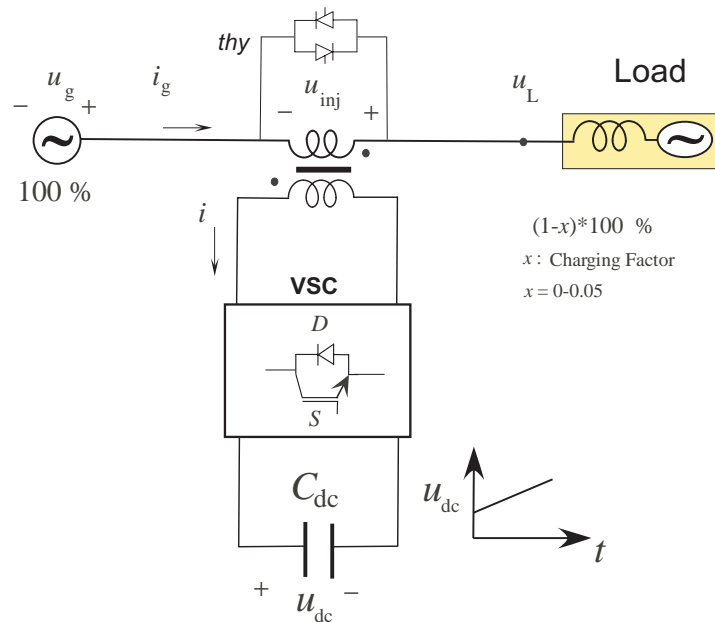 thy
u_g
i_g
u_inj
u_L
Load
− +
− +
100 %
i
(1-x)*100 %
x : Charging Factor
x = 0-0.05
VSC
D
S
C_dc
u_dc
t
+ −
u_dc